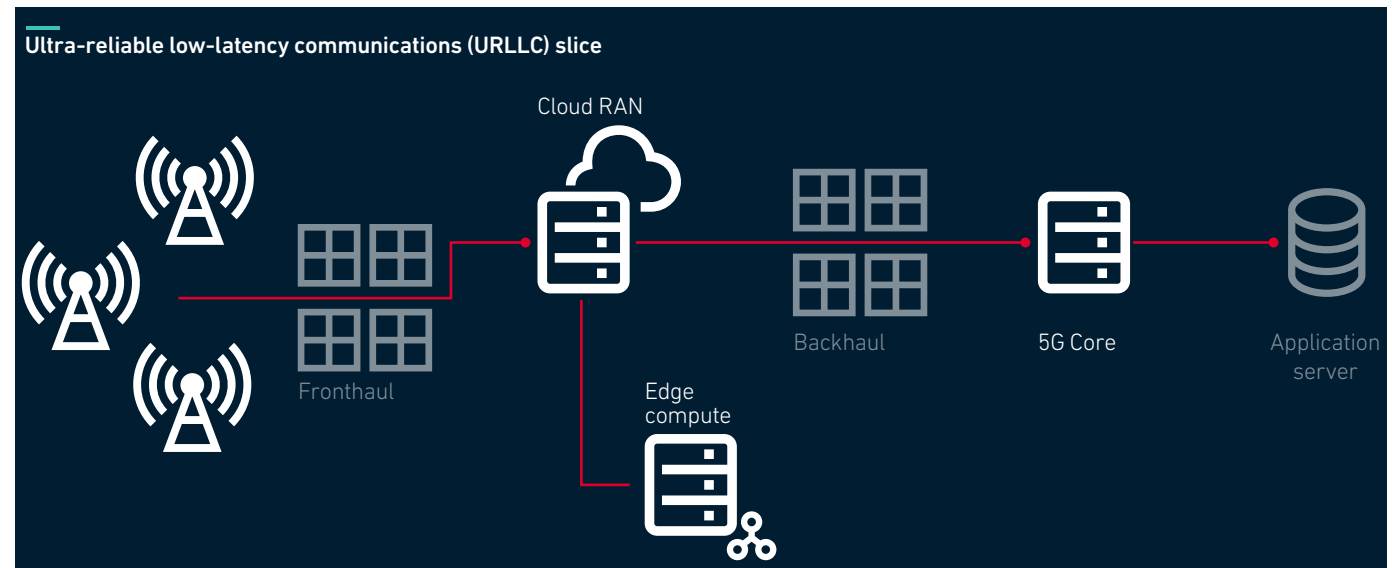 Ultra-reliable low-latency communications (URLLC) slice
Cloud RAN
Fronthaul
Edge
compute
Backhaul
5G Core
Application
server